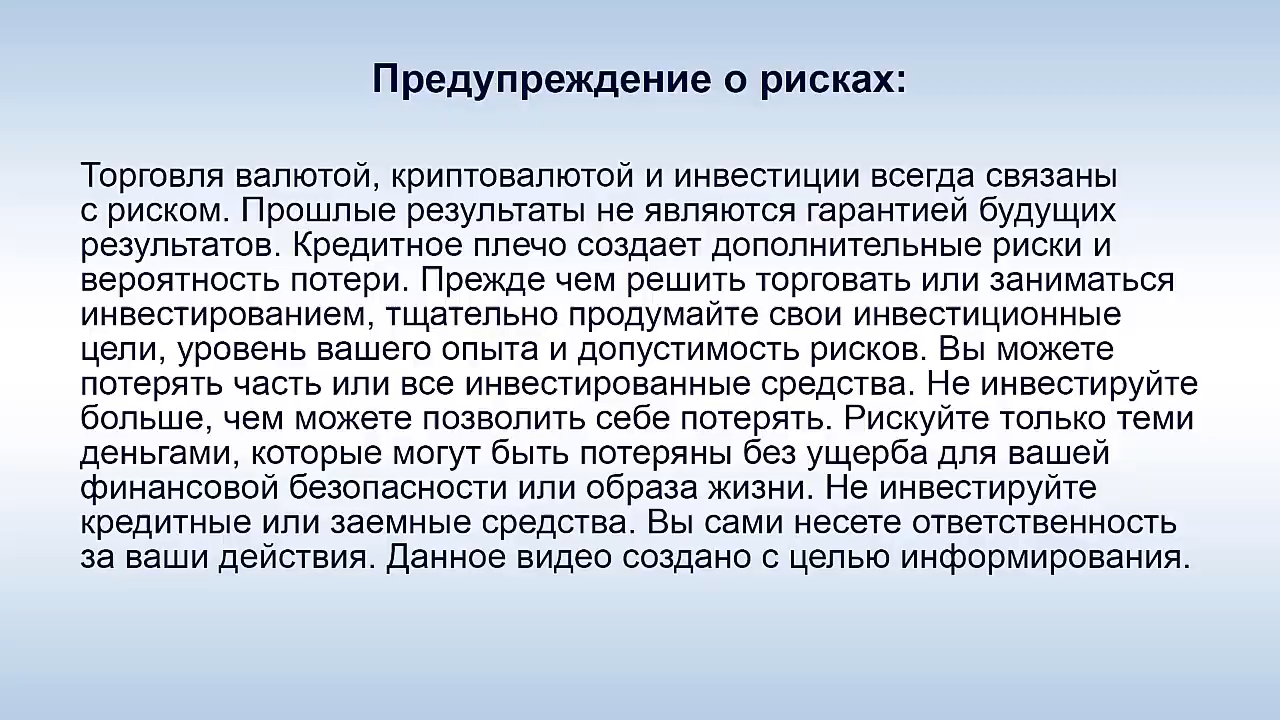 Предупреждение о рисках:
Торговля валютой, криптовалютой и инвестиции всегда связаны
с риском. Прошлые результаты не являются гарантией будущих
результатов. Кредитное плечо создает дополнительные риски и
вероятность потери. Прежде чем решить торговать или заниматься
инвестированием, тщательно продумайте свои инвестиционные
цели, уровень вашего опыта и допустимость рисков. Вы можете
потерять часть или все инвестированные средства. Не инвестируйте
больше, чем можете позволить себе потерять. Рискуйте только теми
деньгами, которые могут быть потеряны без ущерба для вашей
финансовой безопасности или образа жизни. Не инвестируйте
кредитные или заемные средства. Вы сами несете ответственность
за ваши действия. Данное видео создано с целью информирования.